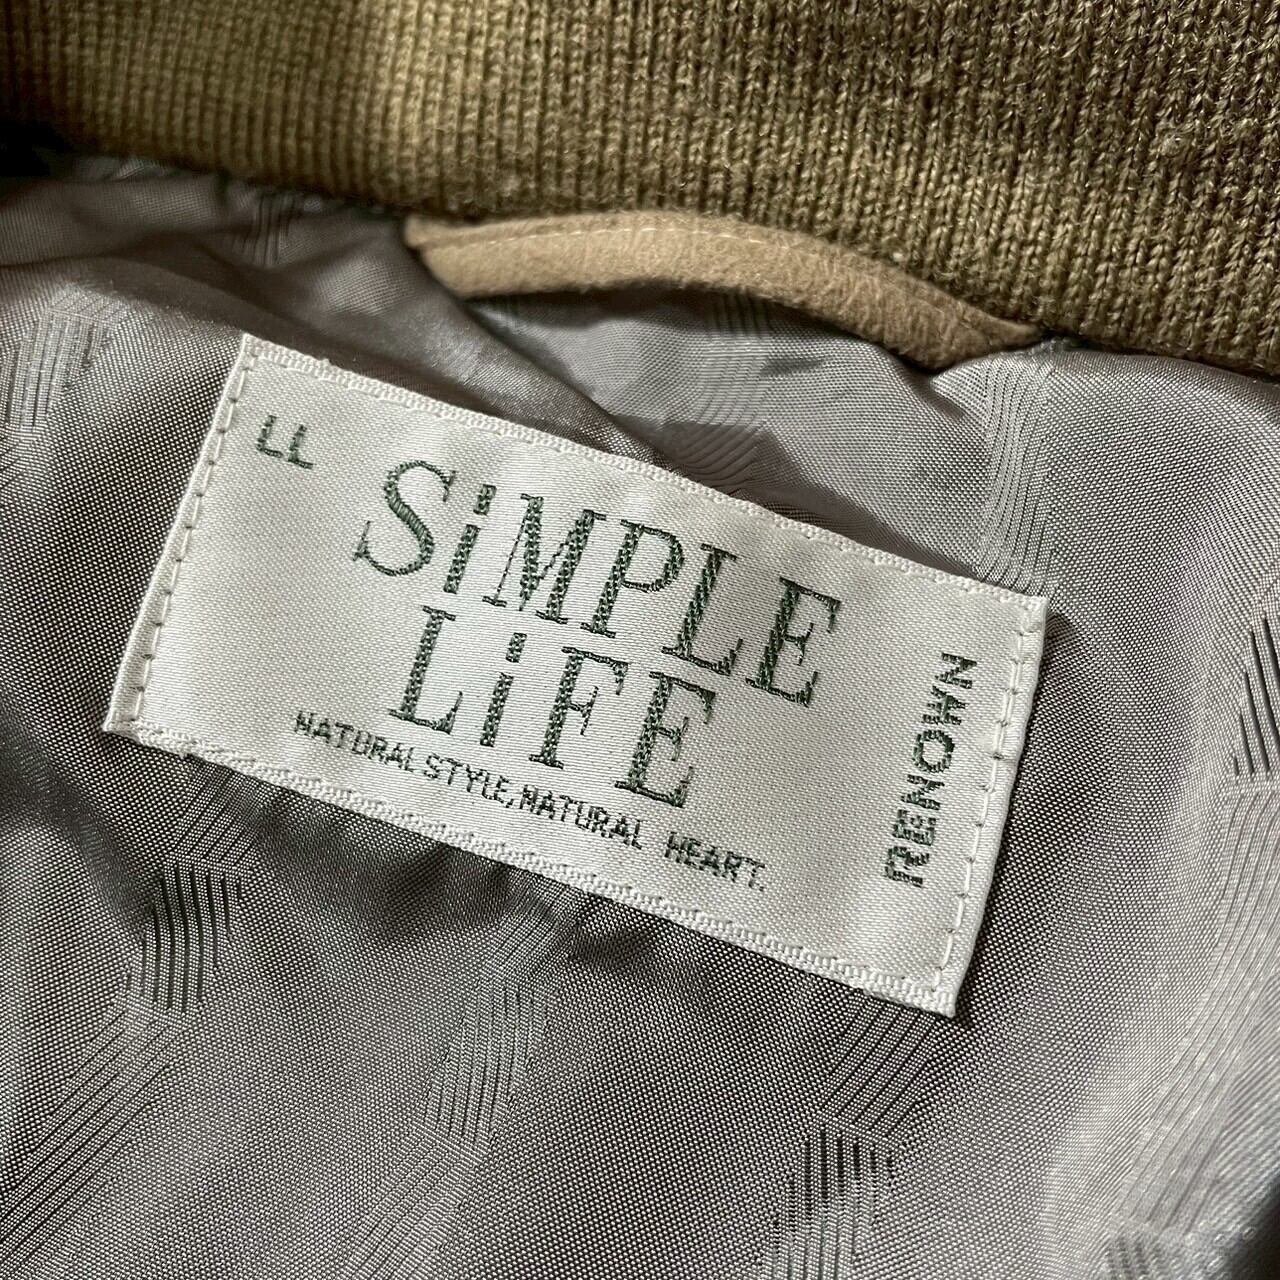 LL
SiMPLE
LiFE
NATURAL STYLE, NATURAL HEART.
RENOWN